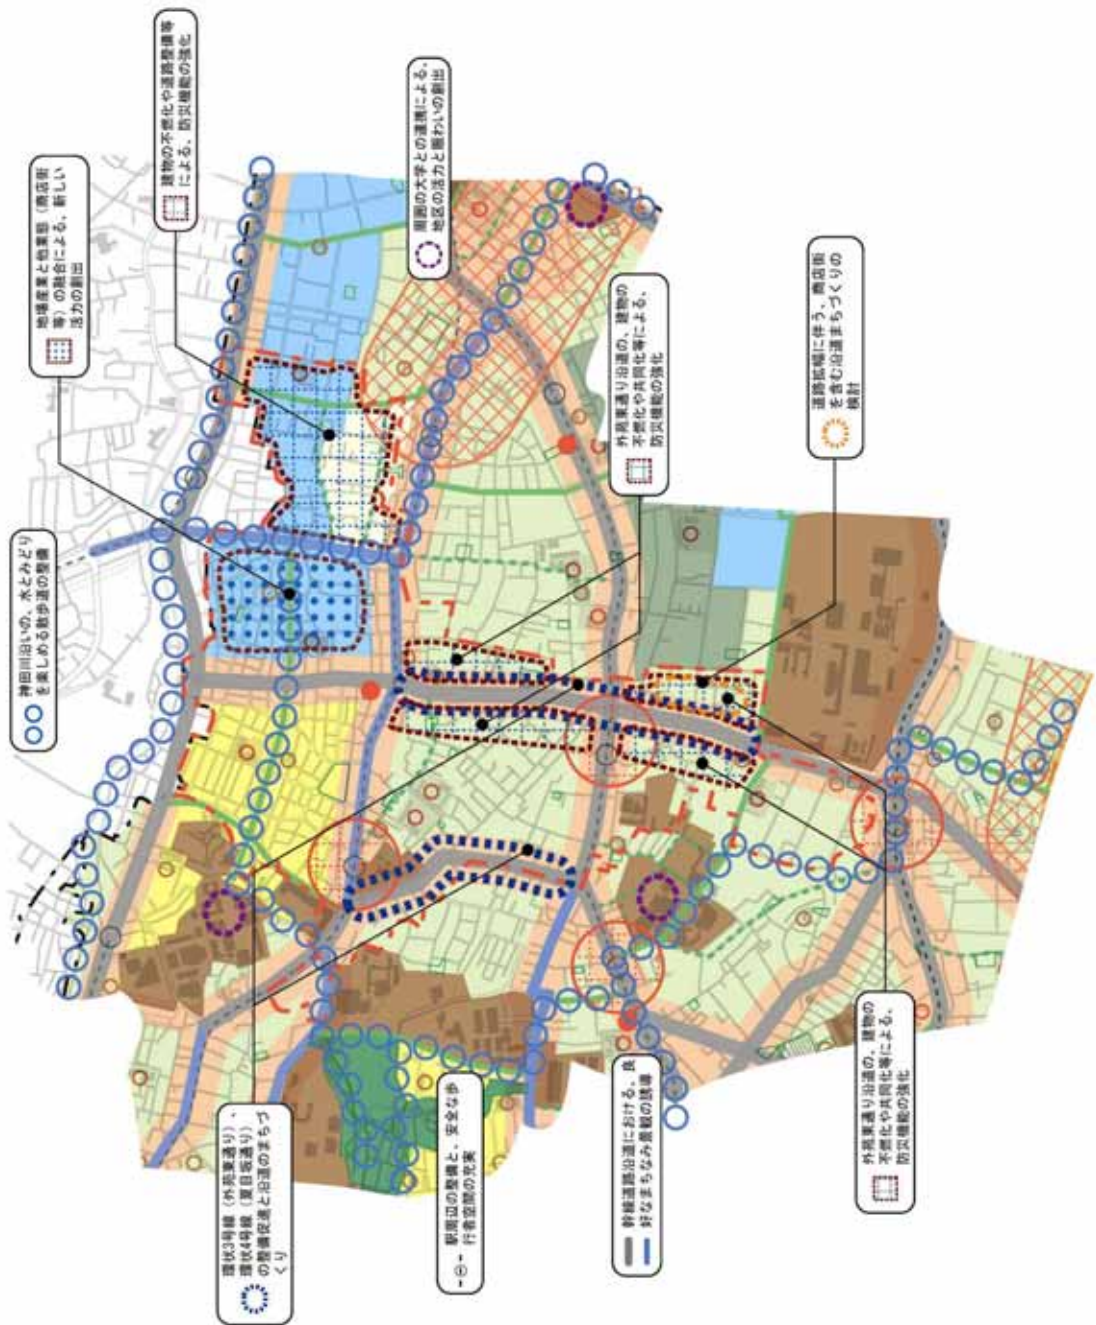 神田川沿いの、水とみどり
を楽しめる散歩道の整備
地場産業と他業態（商店街
等）の融合による、新しい
活力の創出
建物の不燃化や道路整備等
による、防災機能の強化
周囲の大学との連携による、
地区の活力と賑わいの創出
外苑東通り沿道の、建物の
不燃化や共同化等による、
防災機能の強化
道路拡幅に伴う、商店街
を含む沿道まちづくりの
検討
環状3号線（外苑東通り）、
環状4号線（夏目坂通り）
の整備促進と沿道のまちづ
くり
駅周辺の整備と、安全な歩
行者空間の充実
幹線道路沿道における、良
好なまちなみ景観の誘導
外苑東通り沿道の、建物の
不燃化や共同化等による、
防災機能の強化